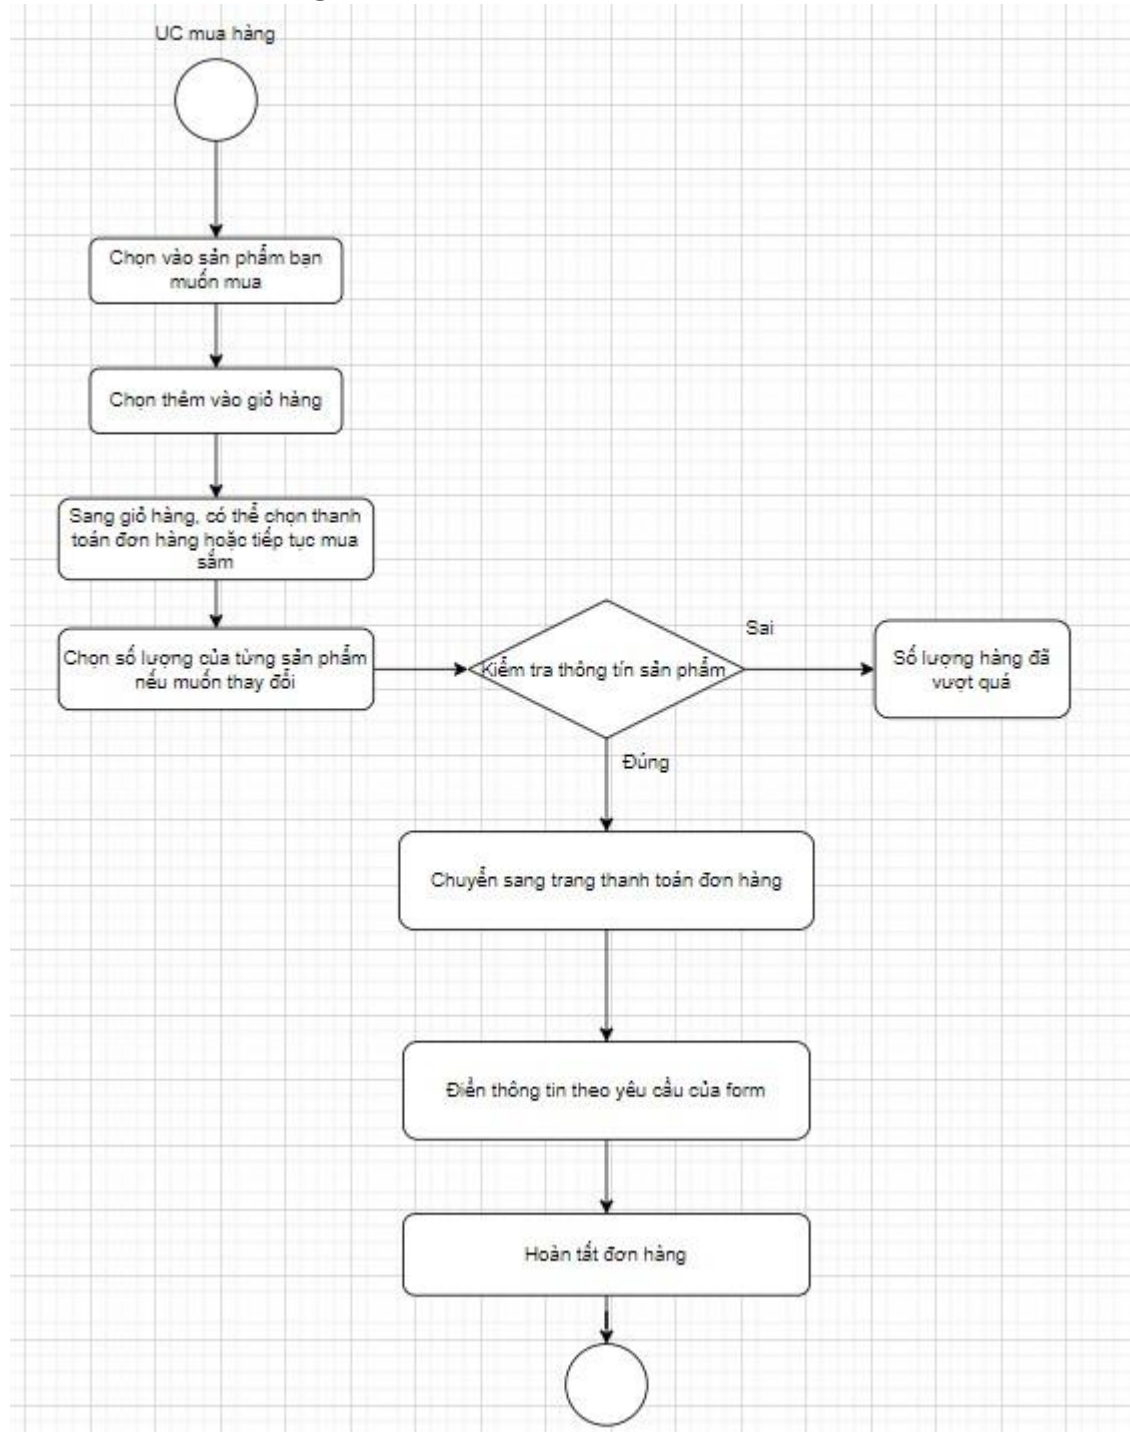 UC mua hàng
Chọn vào sản phẩm bạn
muốn mua
Chọn thêm vào giỏ hàng
Sang giỏ hàng, có thể chọn thanh
toán đơn hàng hoặc tiếp tục mua
sắm
Chọn số lượng của từng sản phẩm
nếu muốn thay đổi
Kiểm tra thông tín sản phẩm
Sai
Số lượng hàng đã
vượt quá
Đúng
Chuyển sang trang thanh toán đơn hàng
Điền thông tin theo yêu cầu của form
Hoàn tất đơn hàng